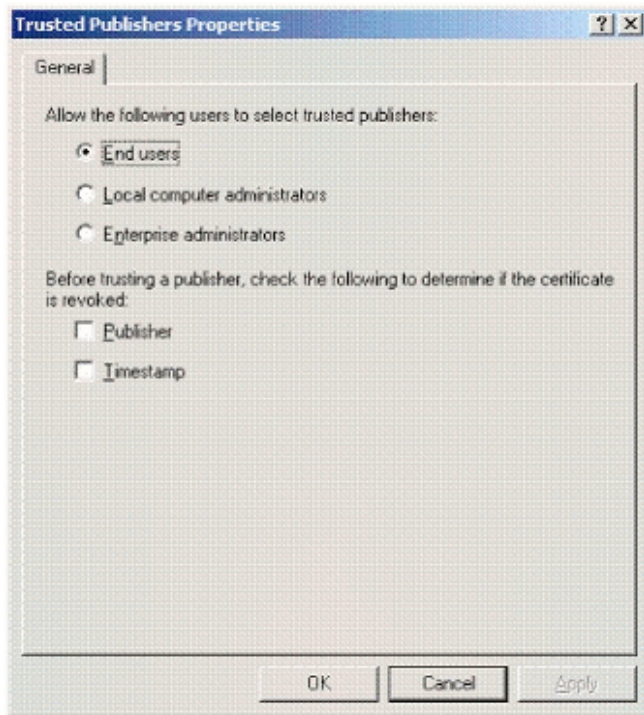 Trusted Publishers Properties
General
Allow the following users to select trusted publishers:
End users
Local computer administrators
Enterprise administrators
Before trusting a publisher, check the following to determine if the certificate
is revoked:
Publisher
Timestamp
OK Cancel Apply